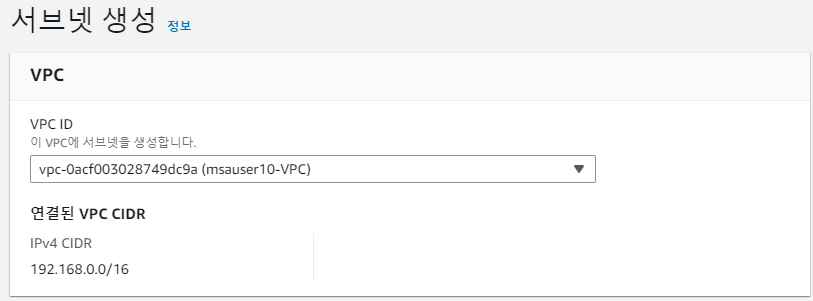 서브넷 생성 정보
VPC
VPC ID
이 VPC에 서브넷을 생성합니다.
vpc-0acf003028749dc9a (msauser10-VPC)
연결된 VPC CIDR
IPv4 CIDR
192.168.0.0/16